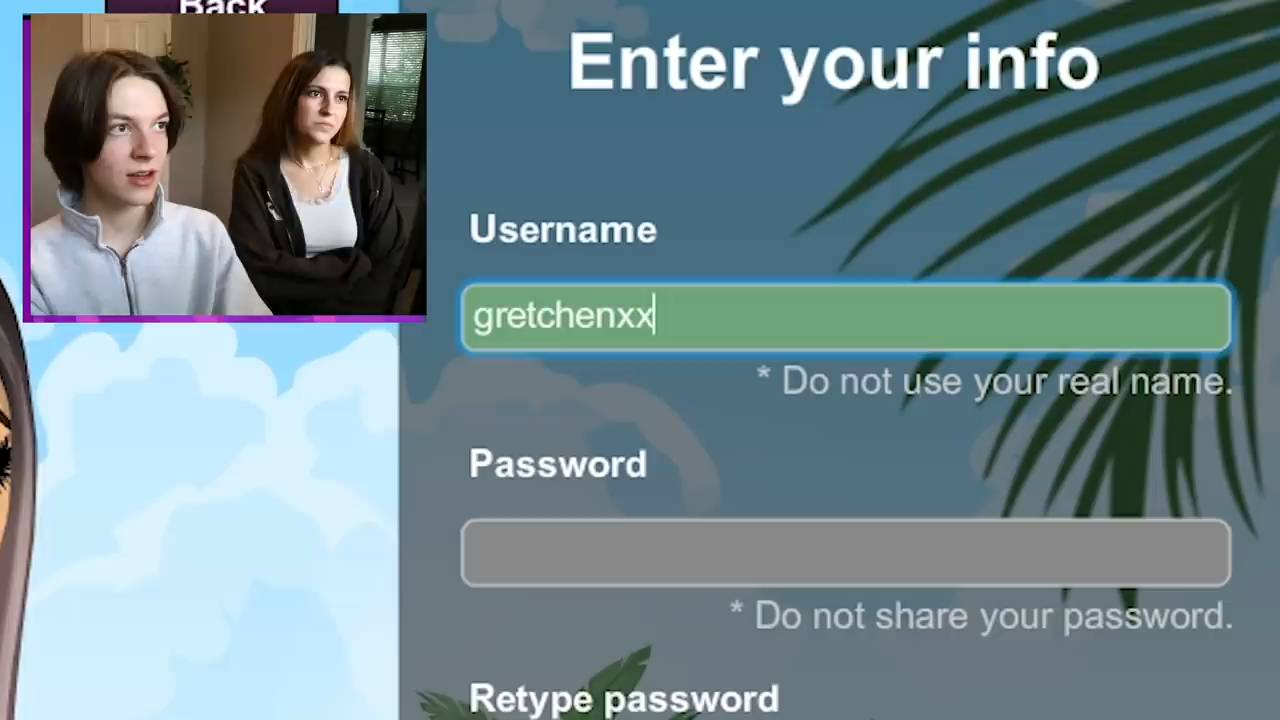 Back
Enter your info
Username
gretchenxx
* Do not use your real name.
Password
* Do not share your password.
Retype password